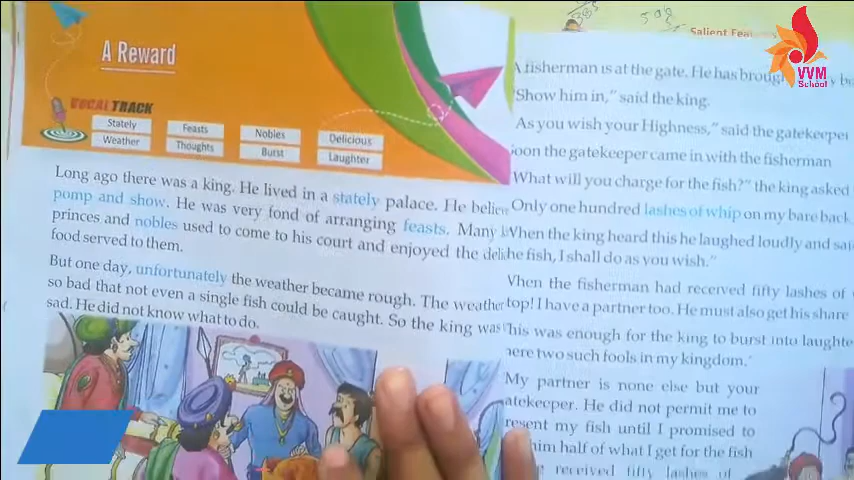 A Reward
VOCAL TRACK
Stately
Feasts
Nobles
Delicious
Weather
Thoughts
Burst
Laughter
Long ago there was a king. He lived in a stately palace. He
pomp and show. He was very fond of arranging feasts. Many
princes and nobles used to come to his court and enjoyed the
food served to them.
But one day, unfortunately the weather became rough. The weather
so bad that not even a single fish could be caught. So the king was
sad. He did not know what to do.
Salient
A fisherman is at the gate. He has
"Show him in," said the king.
As you wish your Highness," said the gatekeeper
the gatekeeper came in with the fisherman
What will you charge for the fish?" the king asked
Only one hundred lashes of whip on my bare back
When the king heard this he laughed loudly and
fish, I shall do as you wish."
When the fisherman had received fifty lashes of
top! I have a partner too. He must also get his share
This was enough for the king to burst into
two such fools in my kingdom.'
'My partner is none else but your
gatekeeper. He did not permit me to
my fish until I promised to
him half of what I get for the fish
received fifty lashes of
VVM
School